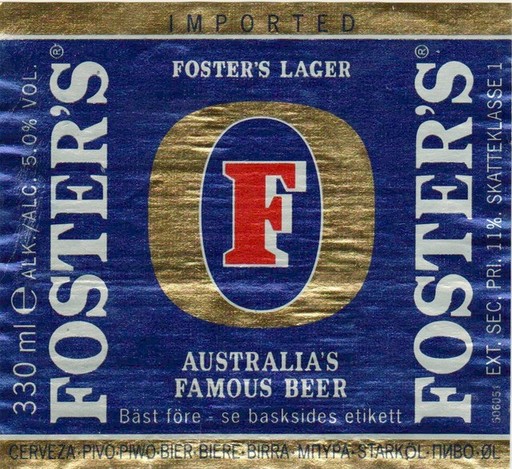 IMPORTED
FOSTER'S LAGER
F
AUSTRALIA'S
FAMOUS BEER
Bäst före - se basksides etikett
FOSTER'S®
330 ml e ALK./ALC. 5.0% VOL.
FOSTER'S®
EXT. SEC. PRI. 11%. SKATTEKLASSE 1
CERVEZA·PIVO·PIWO·BIER·BIERE·BIRRA·ΜΠΥΡΑ·STARKÖL·ПИВО·ØL